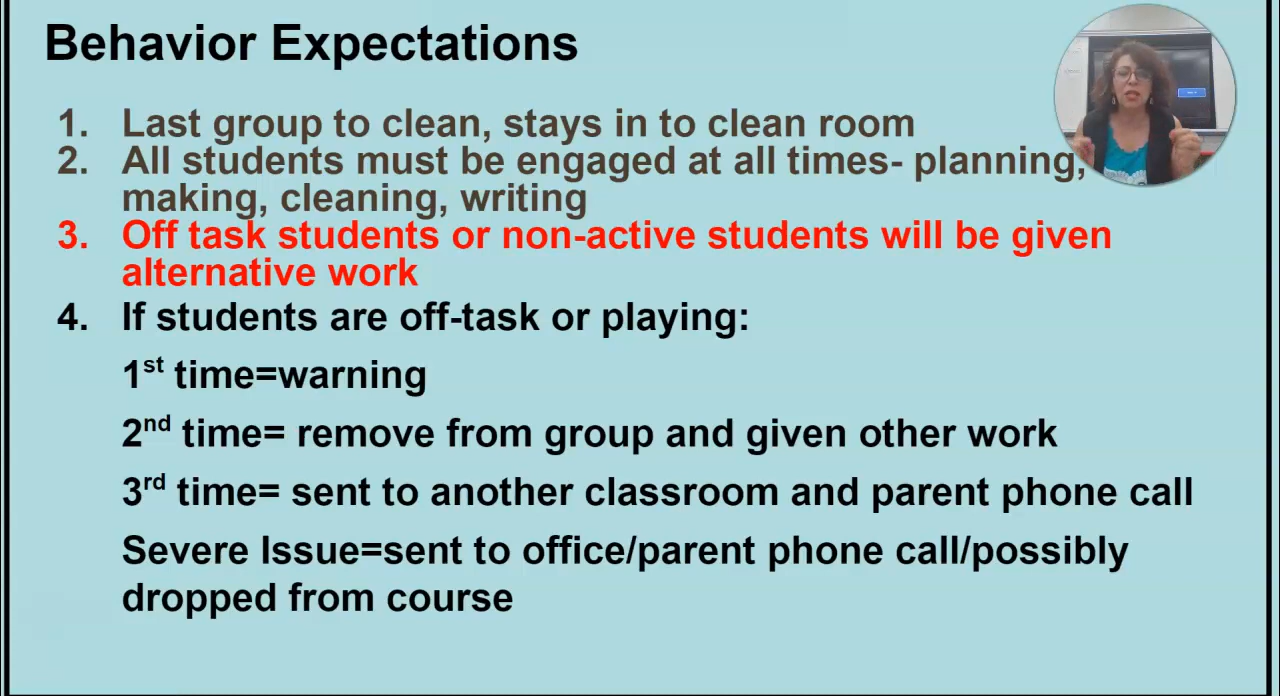 Behavior Expectations
1. Last group to clean, stays in to clean room
2. All students must be engaged at all times- planning,
making, cleaning, writing
3. Off task students or non-active students will be given
alternative work
4. If students are off-task or playing:
1st time=warning
2nd time= remove from group and given other work
3rd time= sent to another classroom and parent phone call
Severe Issue=sent to office/parent phone call/possibly
dropped from course